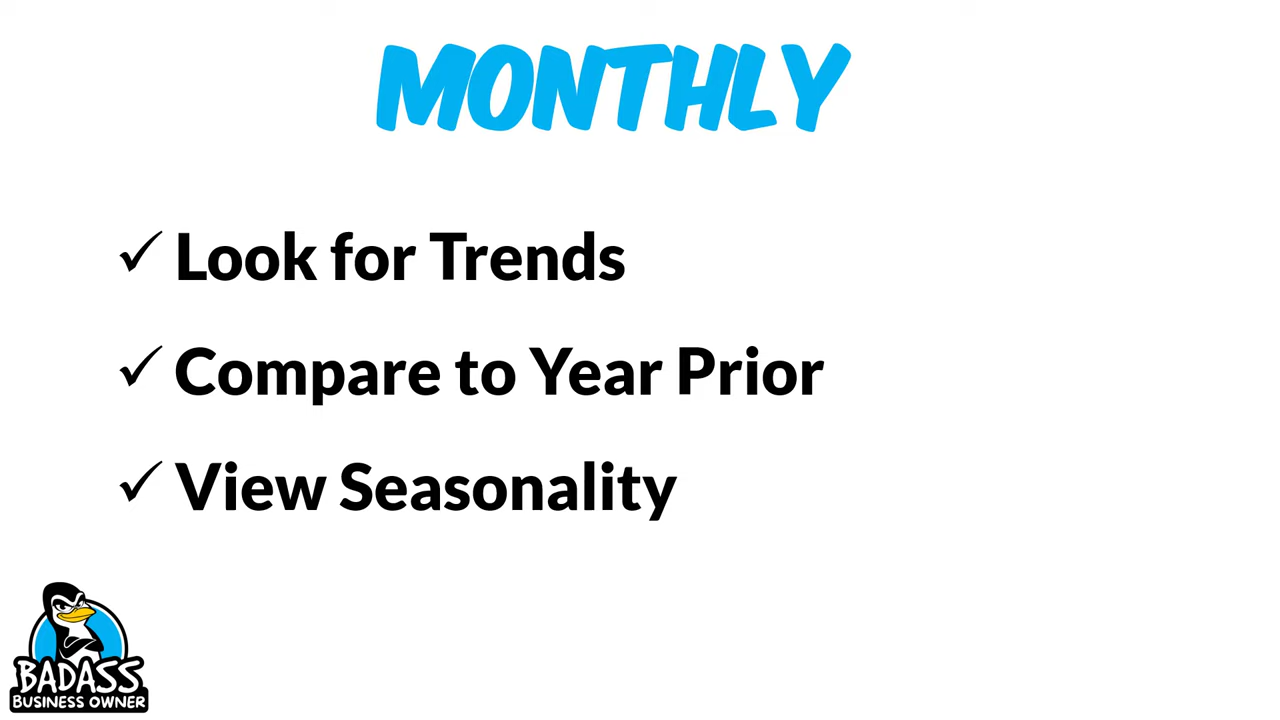 MONTHLY
✓ Look for Trends
✓ Compare to Year Prior
✓ View Seasonality
BADASS
BUSINESS OWNER